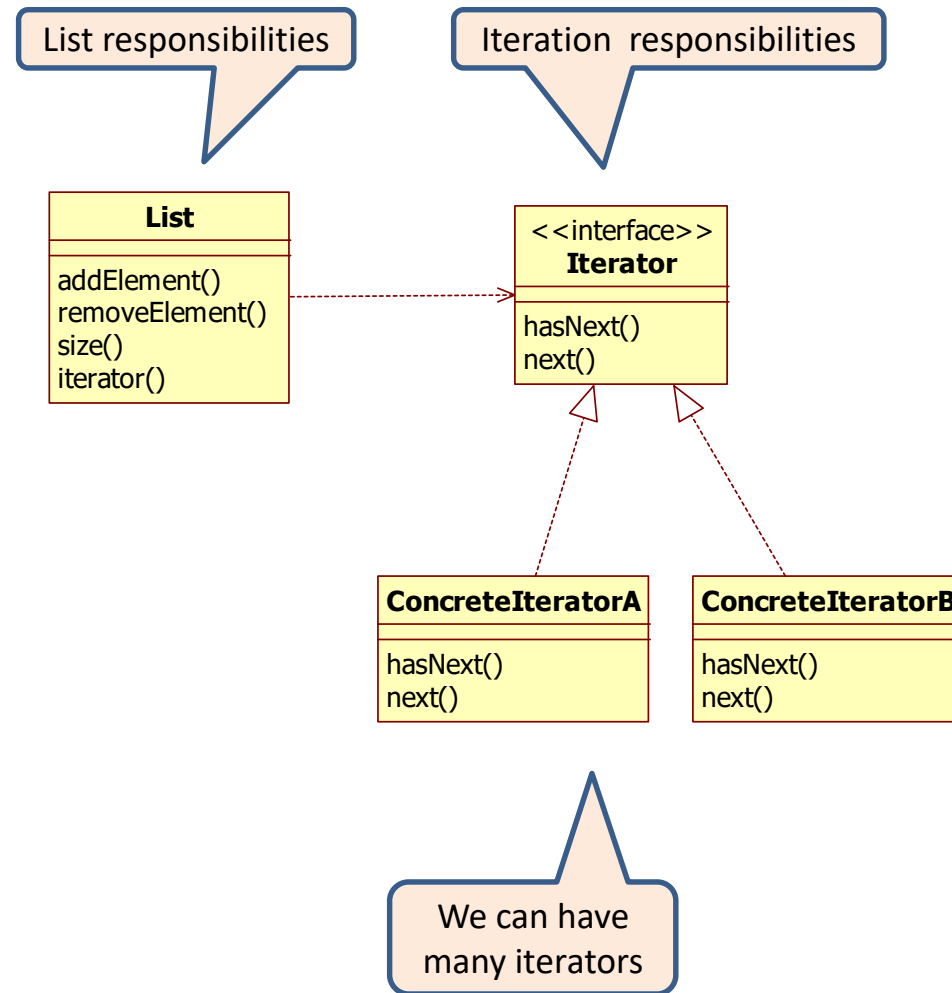 List responsibilities
Iteration responsibilities
List
addElement()
removeElement()
size()
iterator()
<<interface>>
Iterator
hasNext()
next()
ConcreteIteratorA
hasNext()
next()
ConcreteIteratorB
hasNext()
next()
We can have
many iterators